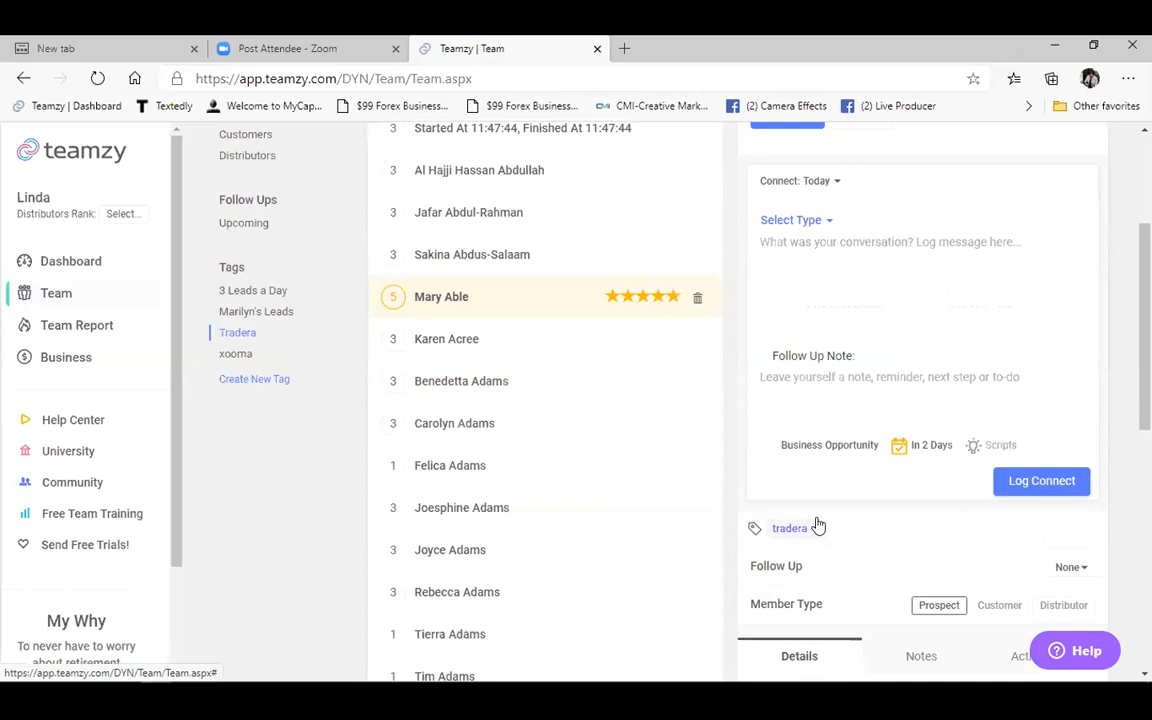 New tab
Post Attendee - Zoom
Teamzy | Team
https://app.teamzy.com/DYN/Team/Team.aspx
Teamzy | Dashboard
Textedly
Welcome to MyCap...
$99 Forex Business...
$99 Forex Business...
CMI-Creative Mark...
(2) Camera Effects
(2) Live Producer
Other favorites
teamzy
Linda
Distributors Rank: Select...
Dashboard
Team
Team Report
Business
Help Center
University
Community
Free Team Training
Send Free Trials!
My Why
To never have to worry
about retirement
https://app.teamzy.com/DYN/Team/Team.aspx#
Customers
Distributors
Follow Ups
Upcoming
Tags
3 Leads a Day
Marilyn's Leads
Tradera
xooma
Create New Tag
3 Started At 11:47:44, Finished At 11:47:44
3 Al Hajji Hassan Abdullah
3 Jafar Abdul-Rahman
3 Sakina Abdus-Salaam
5 Mary Able
3 Karen Acree
3 Benedetta Adams
3 Carolyn Adams
1 Felica Adams
3 Joesphine Adams
3 Joyce Adams
3 Rebecca Adams
1 Tierra Adams
Tim Adams
Connect: Today
Select Type
What was your conversation? Log message here...
Follow Up Note:
Leave yourself a note, reminder, next step or to-do
Business Opportunity In 2 Days Scripts
Log Connect
tradera
Follow Up None
Member Type Prospect Customer Distributor
Details Notes
Help